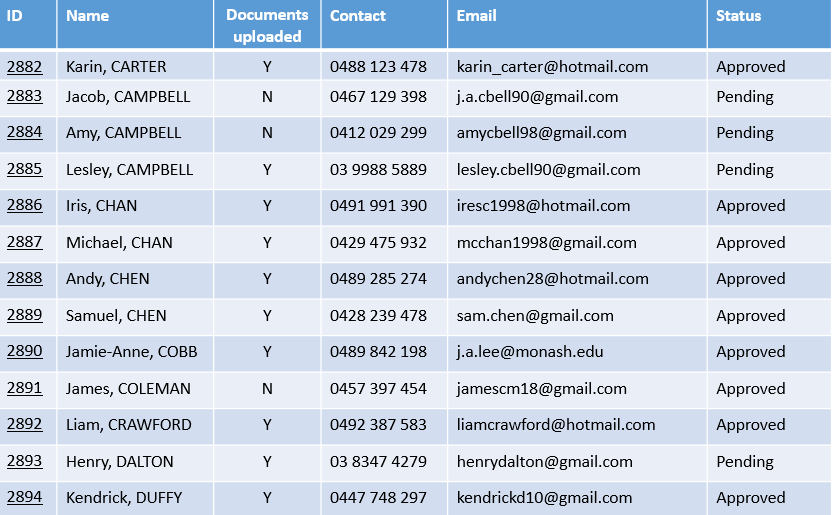 ID Name Documents uploaded Contact Email Status
2882 Karin, CARTER Y 0488 123 478 karin_carter@hotmail.com Approved
2883 Jacob, CAMPBELL N 0467 129 398 j.a.cbell90@gmail.com Pending
2884 Amy, CAMPBELL N 0412 029 299 amycbell98@gmail.com Pending
2885 Lesley, CAMPBELL Y 03 9988 5889 lesley.cbell90@gmail.com Pending
2886 Iris, CHAN Y 0491 991 390 iresc1998@hotmail.com Approved
2887 Michael, CHAN Y 0429 475 932 mcchan1998@gmail.com Approved
2888 Andy, CHEN Y 0489 285 274 andychen28@hotmail.com Approved
2889 Samuel, CHEN Y 0428 239 478 sam.chen@gmail.com Approved
2890 Jamie-Anne, COBB Y 0489 842 198 j.a.lee@monash.edu Approved
2891 James, COLEMAN N 0457 397 454 jamescm18@gmail.com Approved
2892 Liam, CRAWFORD Y 0492 387 583 liamcrawford@hotmail.com Approved
2893 Henry, DALTON Y 03 8347 4279 henrydalton@gmail.com Pending
2894 Kendrick, DUFFY Y 0447 748 297 kendrickd10@gmail.com Approved